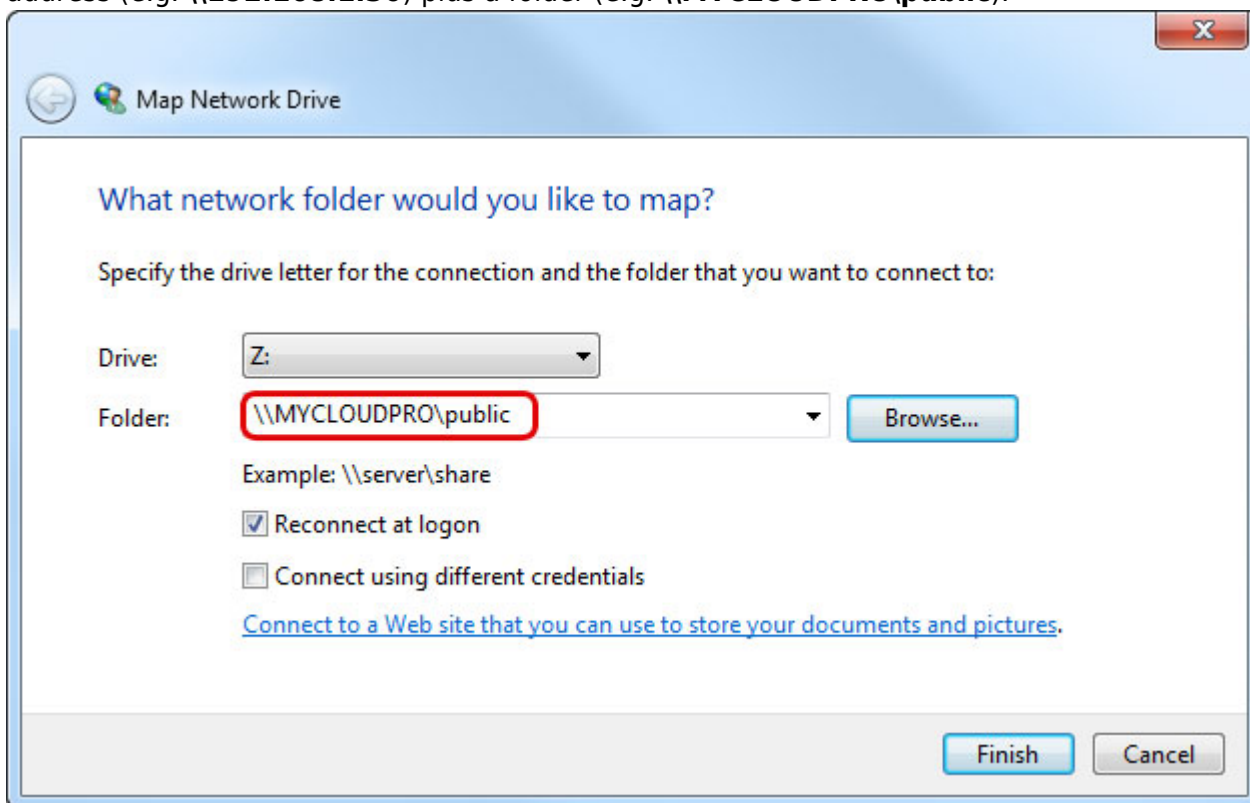 Map Network Drive
What network folder would you like to map?
Specify the drive letter for the connection and the folder that you want to connect to:
Drive: Z:
Folder: \\MYCLOUDPRO\public Browse...
Example: \\server\share
Reconnect at logon
Connect using different credentials
Connect to a Web site that you can use to store your documents and pictures.
Finish Cancel